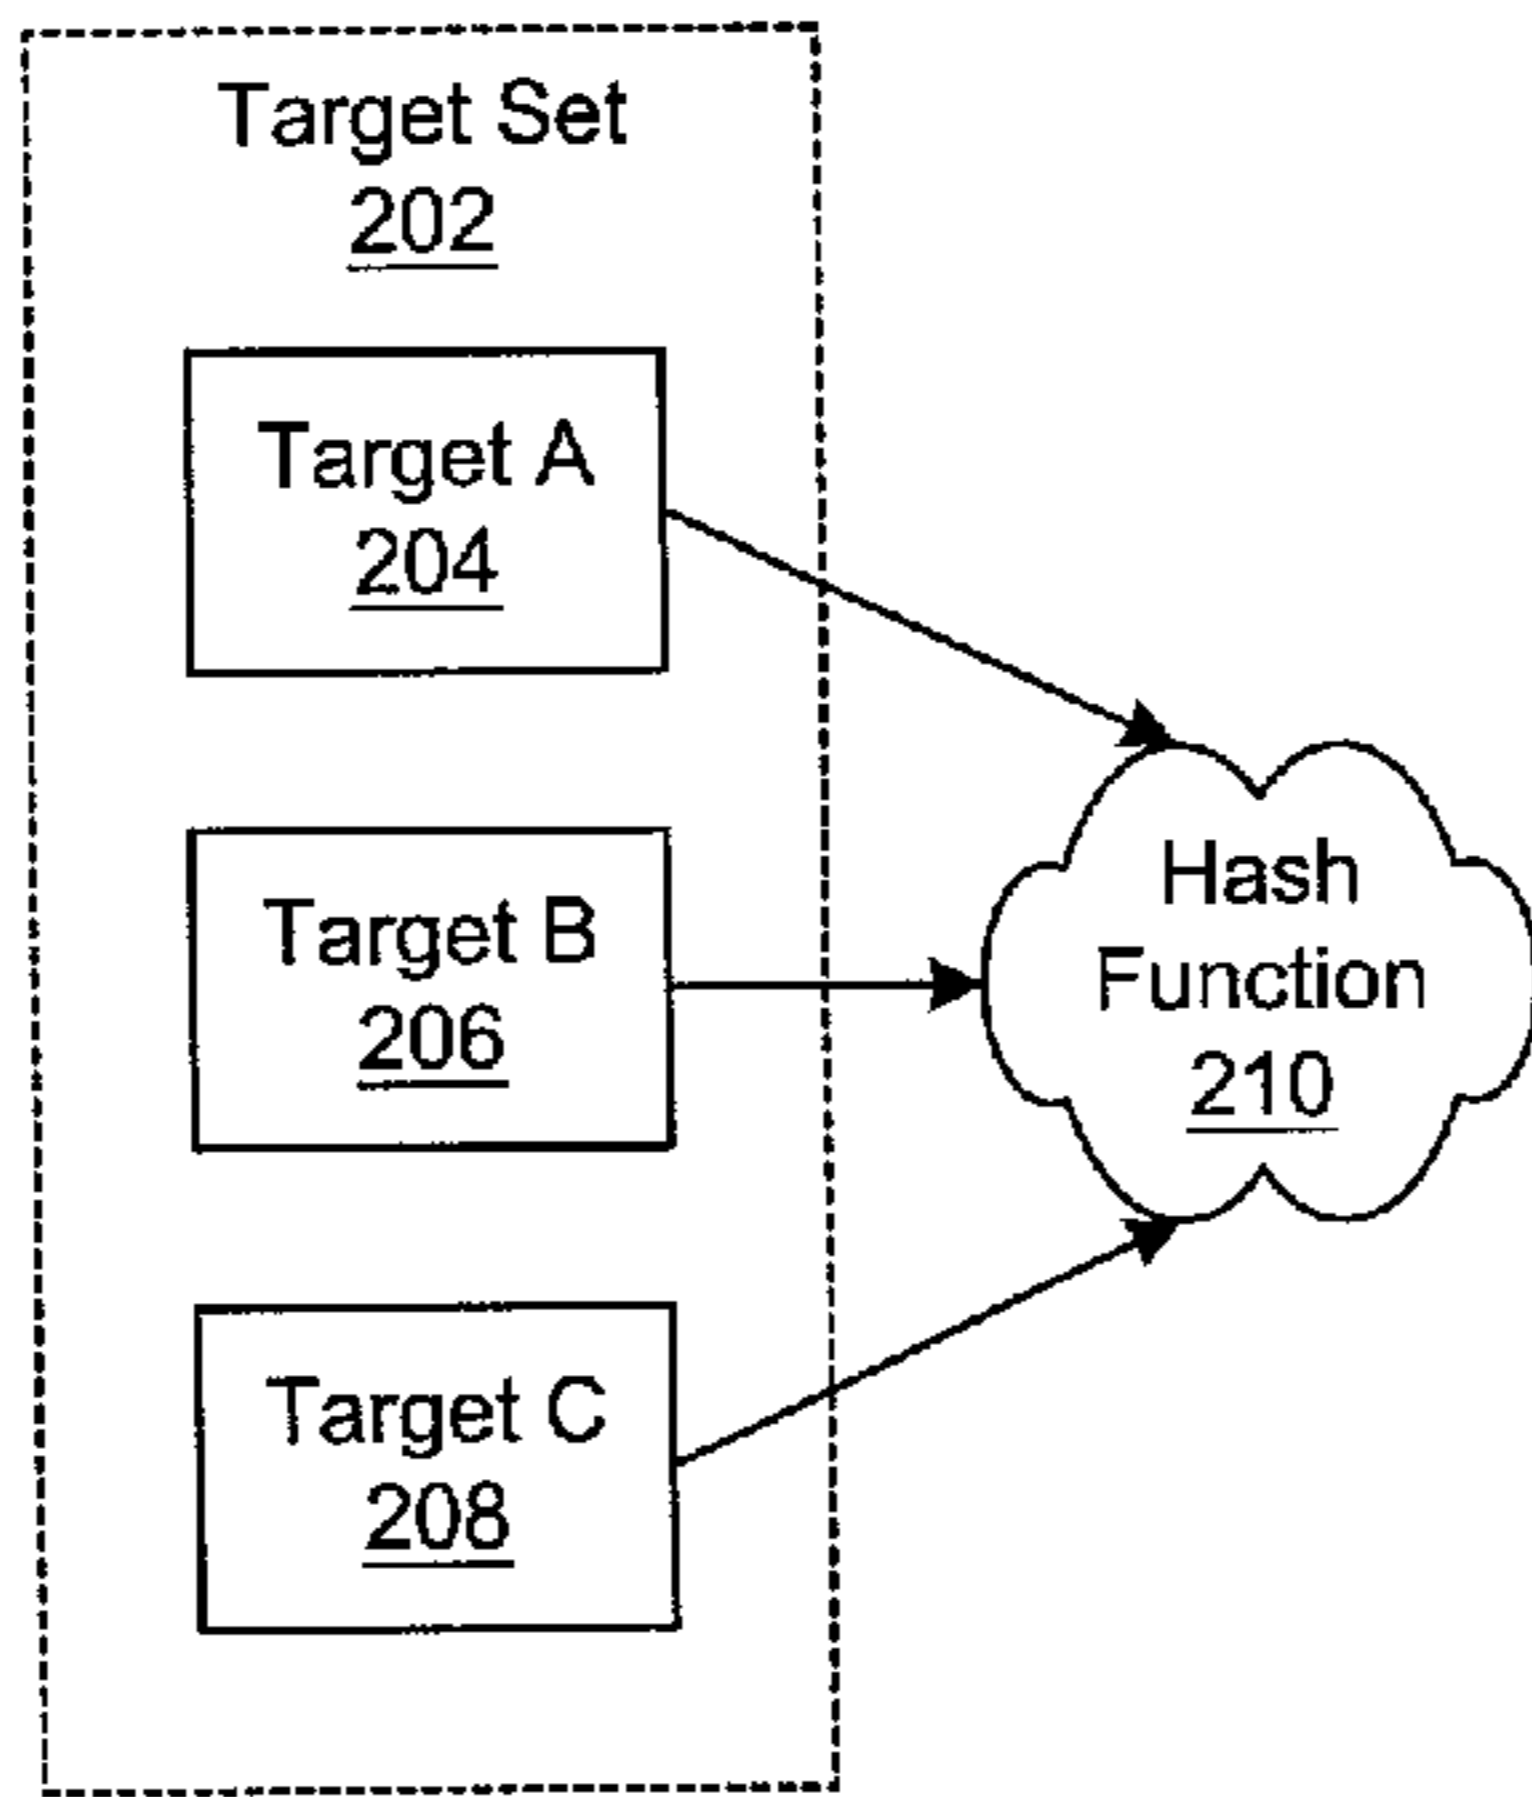 Target Set
202
Target A
204
Target B
206
Target C
208
Hash
Function
210